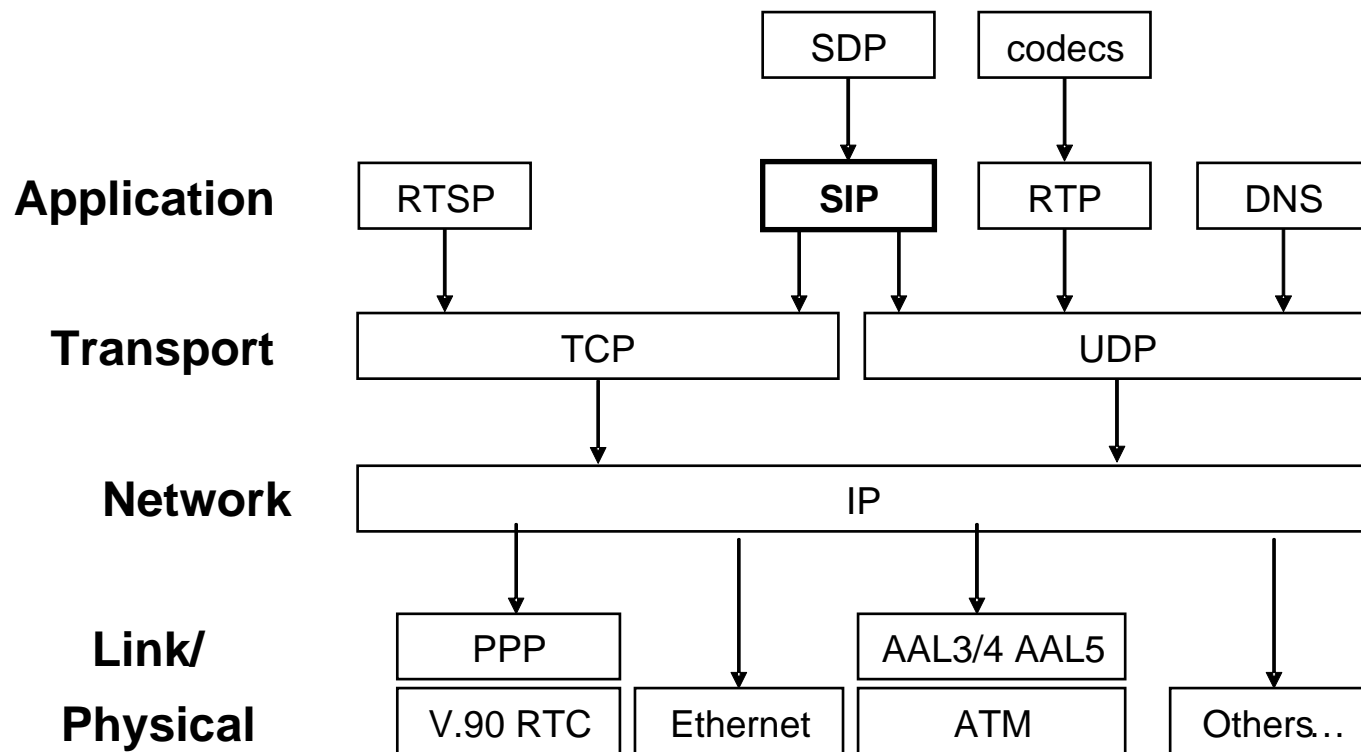 SDP codecs
Application RTSP SIP RTP DNS
Transport TCP UDP
Network IP
Link/ PPP AAL3/4 AAL5
Physical V.90 RTC Ethernet ATM Others…